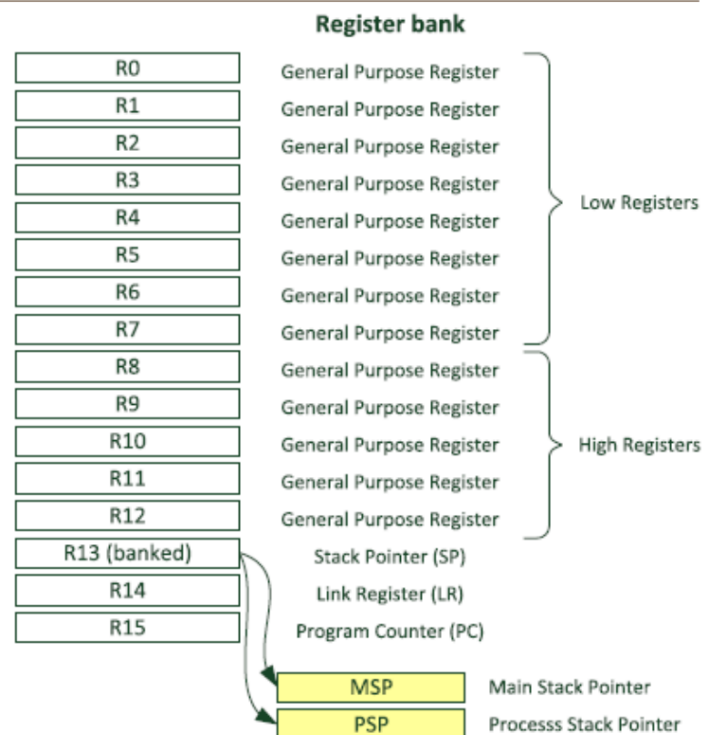 Register bank
R0 General Purpose Register
R1 General Purpose Register
R2 General Purpose Register
R3 General Purpose Register
Low Registers
R4 General Purpose Register
R5 General Purpose Register
R6 General Purpose Register
R7 General Purpose Register
R8 General Purpose Register
R9 General Purpose Register
R10 General Purpose Register High Registers
R11 General Purpose Register
R12 General Purpose Register
R13 (banked) Stack Pointer (SP)
R14 Link Register (LR)
R15 Program Counter (PC)
MSP Main Stack Pointer
PSP Processs Stack Pointer